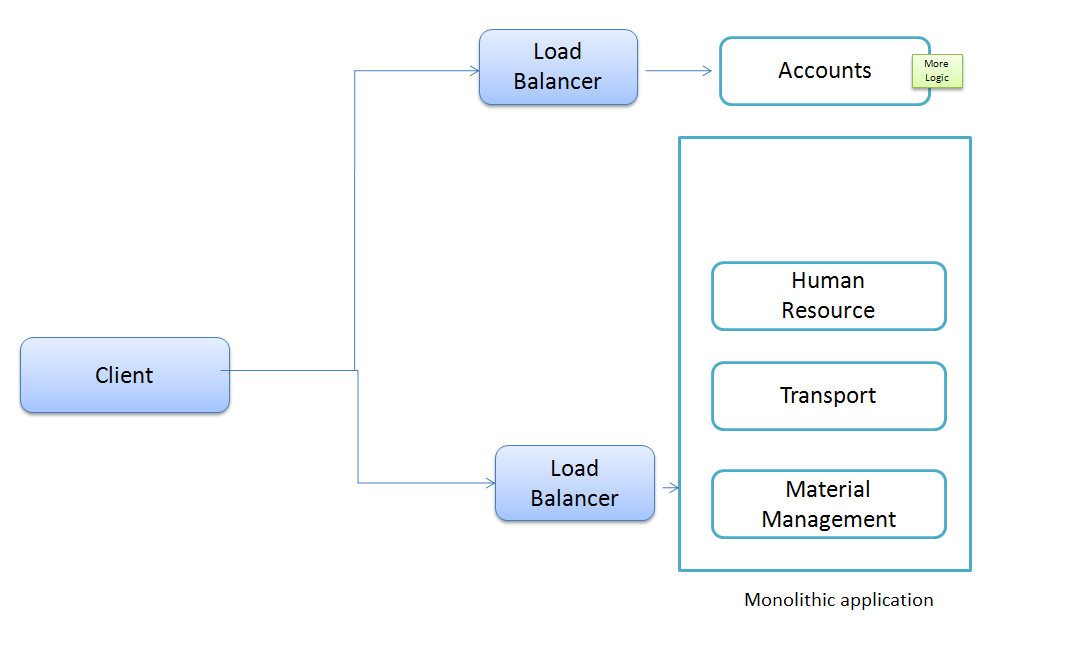 Load
Balancer
Accounts
More
Logic
Human
Resource
Client
Transport
Load
Balancer
Material
Management
Monolithic application